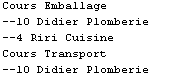 Cours Emballage
--10 Didier Plomberie
--4 Riri Cuisine
Cours Transport
--10 Didier Plomberie